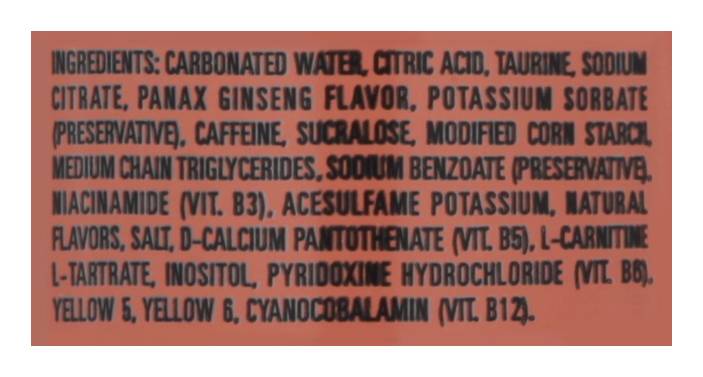 INGREDIENTS: CARBONATED WATER, CITRIC ACID, TAURINE, SODIUM
CITRATE, PANAX GINSENG FLAVOR, POTASSIUM SORBATE
(PRESERVATIVE), CAFFEINE, SUCRALOSE, MODIFIED CORN STARCH,
MEDIUM CHAIN TRIGLYCERIDES, SODIUM BENZOATE (PRESERVATIVE),
NIACINAMIDE (VIT. B3), ACESULFAME POTASSIUM, NATURAL
FLAVORS, SALT, D-CALCIUM PANTOTHENATE (VIT. B5), L-CARNITINE
L-TARTRATE, INOSITOL, PYRIDOXINE HYDROCHLORIDE (VIT. B6),
YELLOW 5, YELLOW 6, CYANOCOBALAMIN (VIT. B12).